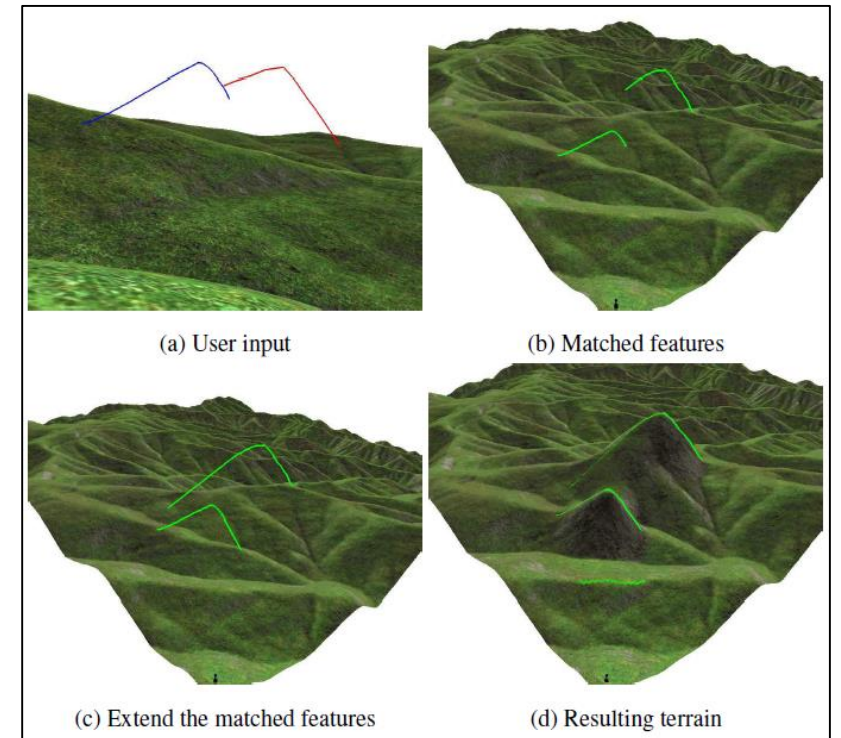 (a) User input
(b) Matched features
(c) Extend the matched features
(d) Resulting terrain